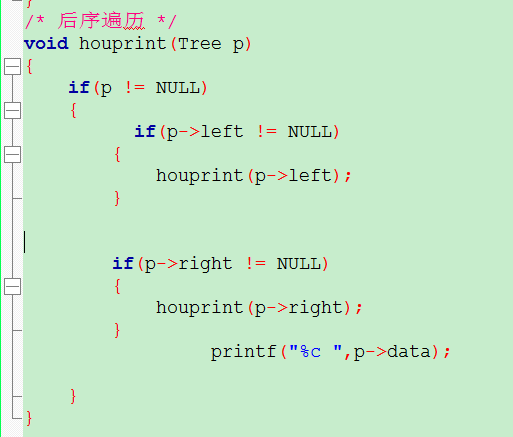 }
/* 后序遍历 */
void houprint(Tree p)
{
    if(p != NULL)
    {
          if(p->left != NULL)
        {
            houprint(p->left);
        }
        if(p->right != NULL)
        {
            houprint(p->right);
        }
                 printf("%c ",p->data);
    }
}